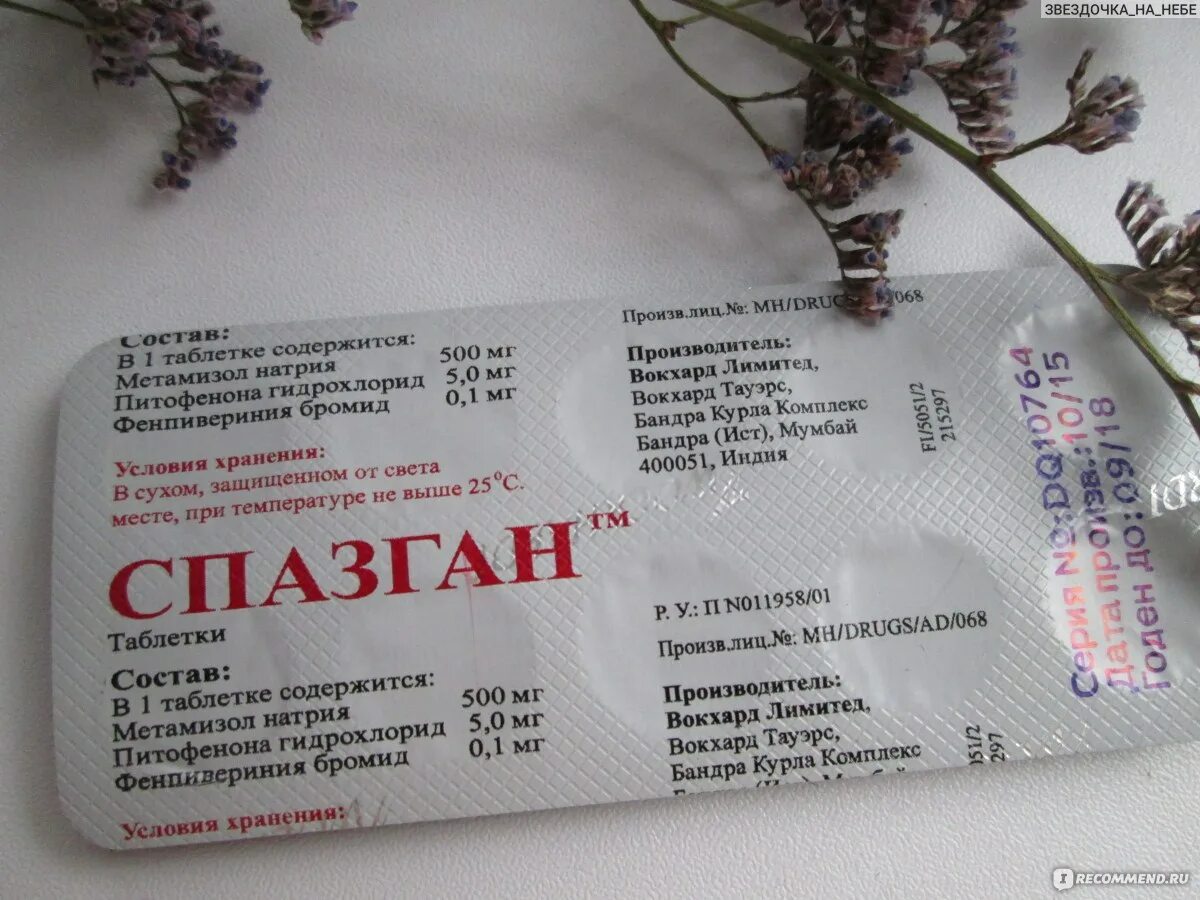 ЗВЕЗДОЧКА_НА_НЕБЕ
Состав:
В 1 таблетке содержится:
Метамизол натрия 500 мг
Питофенона гидрохлорид 5,0 мг
Фенпивериния бромид 0,1 мг
Условия хранения:
В сухом, защищенном от света
месте, при температуре не выше 25°С.
СПАЗГАН™
Таблетки
Состав:
В 1 таблетке содержится:
Метамизол натрия 500 мг
Питофенона гидрохлорид 5,0 мг
Фенпивериния бромид 0,1 мг
Условия хранения:
Произв.лиц.№: MH/DRUG /068
Производитель:
Вокхард Лимитед,
Вокхард Тауэрс,
Бандра Курла Комплекс
Бандра (Ист), Мумбай
400051, Индия
FI/5051/2
215297
Р. У.: П N011958/01
Произв.лиц.№: MH/DRUGS/AD/068
Производитель:
Вокхард Лимитед,
Вокхард Тауэрс,
Бандра Курла Комплекс
051/2
297
Серия №:DQ10764
Дата произв.:10/15
Годен до:09/18
IRECOMMEND.RU